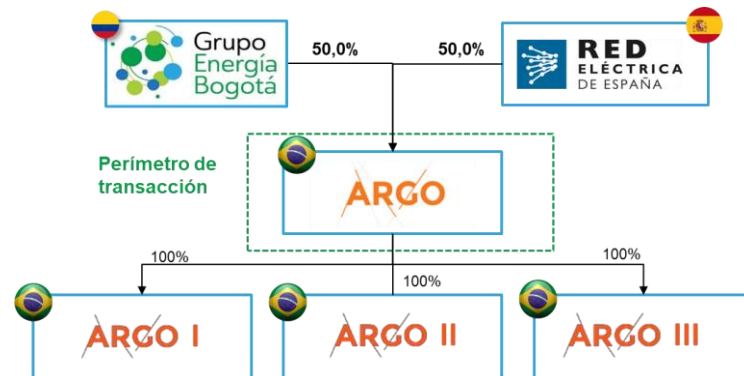 Grupo
Energía
Bogotá
50,0%
50,0%
RED
ELÉCTRICA
DE ESPAÑA
Perímetro de
transacción
ARGO
100%
100%
100%
ARGO I
ARGO II
ARGO III